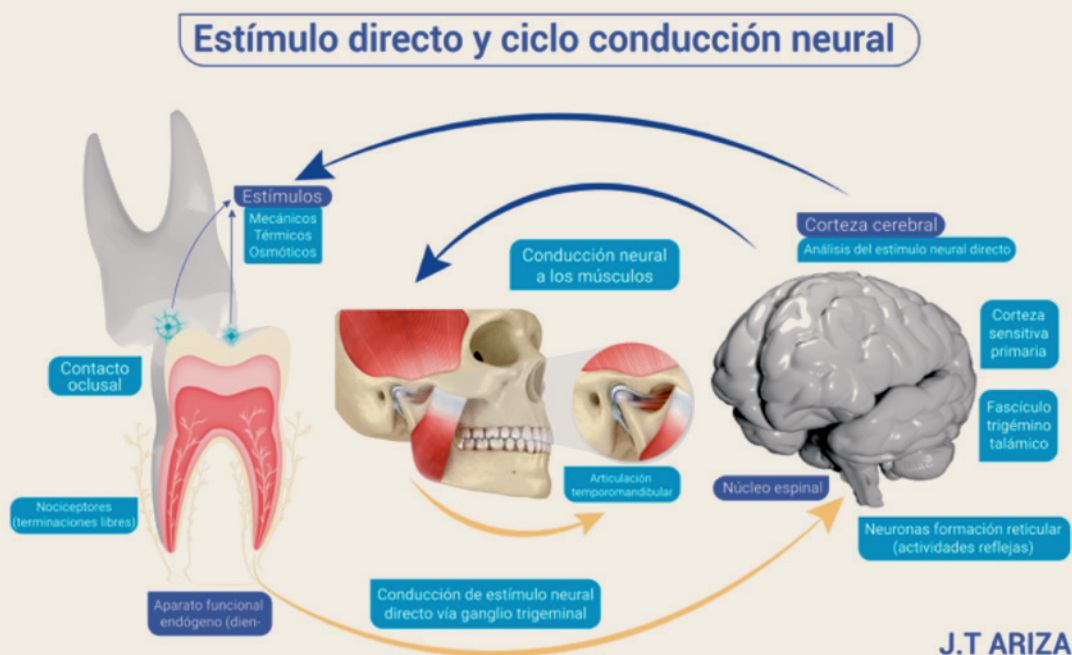 Estímulo directo y ciclo conducción neural
Estímulos
Mecánicos
Térmicos
Osmóticos
Corteza cerebral
Análisis del estímulo neural directo
Conducción neural
a los músculos
Corteza
sensitiva
primaria
Contacto
oclusal
Fascículo
trigémino
talámico
Articulación
temporomandibular
Núcleo espinal
Nociceptores
(terminaciones libres)
Neuronas formación reticular
(actividades reflejas)
Conducción de estímulo neural
directo vía ganglio trigeminal
Aparato funcional
endógeno (dien-
J.T ARIZA